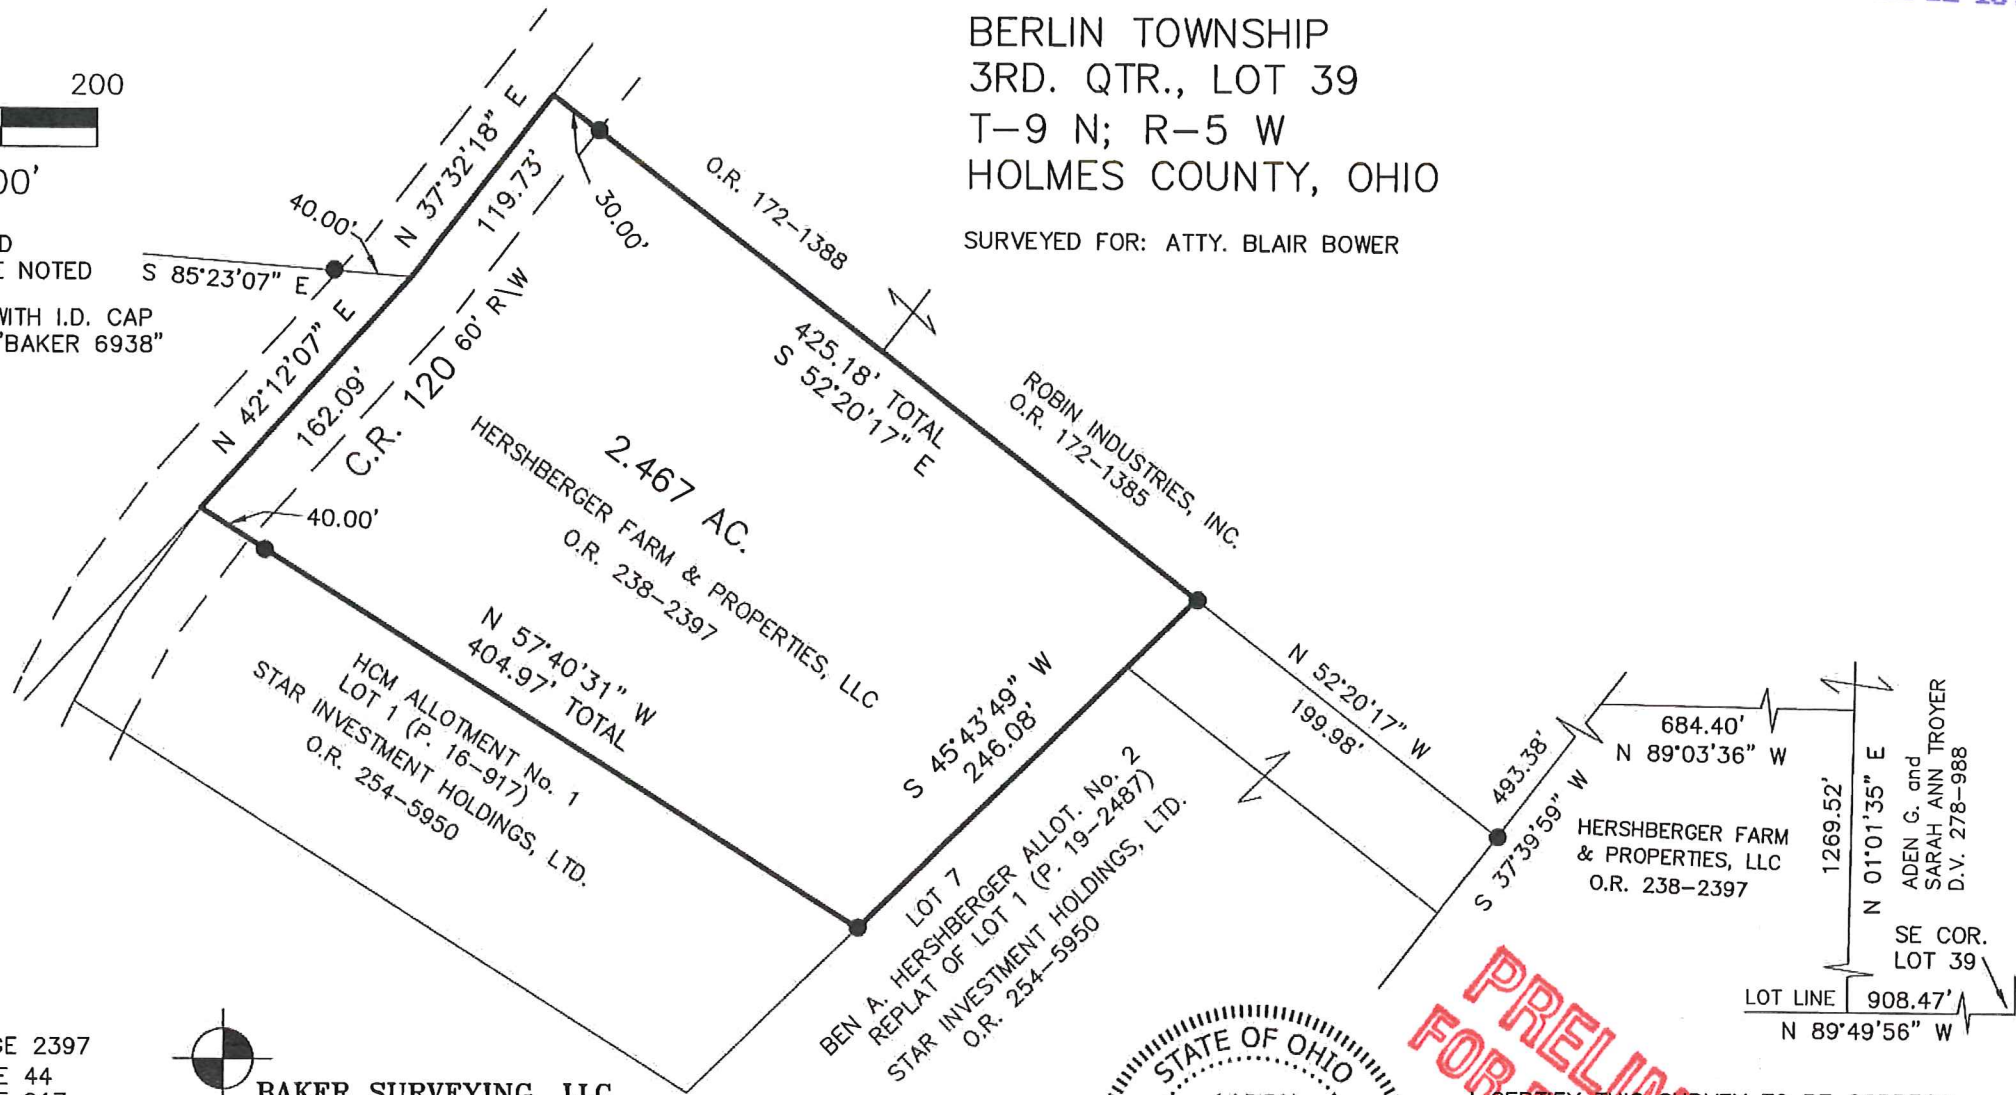 BERLIN TOWNSHIP
3RD. QTR., LOT 39
T-9 N; R-5 W
HOLMES COUNTY, OHIO
SURVEYED FOR: ATTY. BLAIR BOWER
200
00'
D
E NOTED
WITH I.D. CAP
"BAKER 6938"
40.00'
S 85°23'07" E
N 37°32'18" E
119.73'
30.00'
N 42°12'07" E
162.09'
C.R. 120 60' R\W
40.00'
O.R. 172-1388
425.18' TOTAL
S 52°20'17" E
ROBIN INDUSTRIES, INC.
O.R. 172-1385
2.467 AC.
HERSHBERGER FARM & PROPERTIES, LLC
O.R. 238-2397
N 57°40'31" W
404.97' TOTAL
HCM ALLOTMENT No. 1
LOT 1 (P. 16-917)
STAR INVESTMENT HOLDINGS, LTD.
O.R. 254-5950
S 45°43'49" W
246.08'
LOT 7
BEN A. HERSHBERGER ALLOT. No. 2
REPLAT OF LOT 1 (P. 19-2487)
STAR INVESTMENT HOLDINGS, LTD.
O.R. 254-5950
N 52°20'17" W
199.98'
493.38'
S 37°39'59" W
684.40'
N 89°03'36" W
HERSHBERGER FARM
& PROPERTIES, LLC
O.R. 238-2397
1269.52'
N 01°01'35" E
ADEN G. and
SARAH ANN TROYER
D.V. 278-988
SE COR.
LOT 39
LOT LINE
908.47'
N 89°49'56" W
GE 2397
E 44
BAKER SURVEYING, LLC
STATE OF OHIO
PRELIM
FOR
I CERTIFY THIS SURVEY TO BE CORRECT